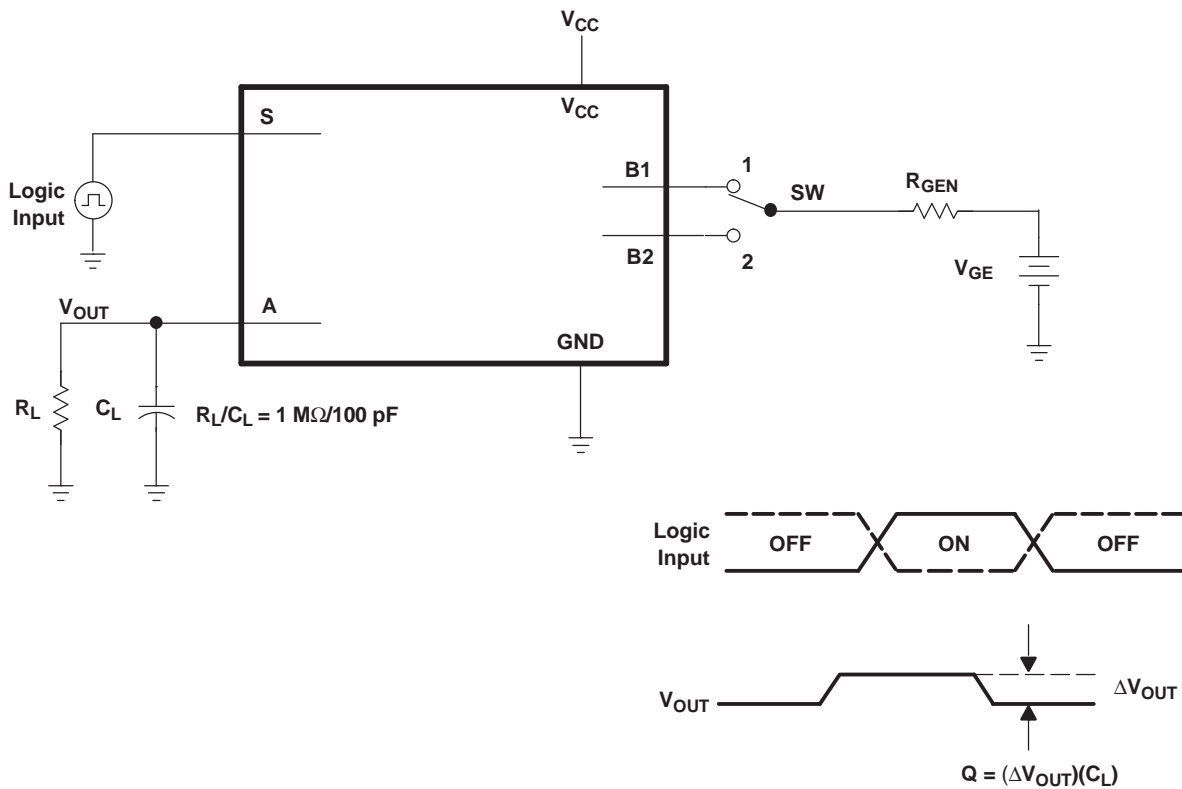 VCC
VCC
S
B1
1
SW
RGEN
Logic
Input
B2
2
VGE
VOUT
A
GND
RL
CL
RL/CL = 1 MΩ/100 pF
Logic
Input
OFF
ON
OFF
VOUT
ΔVOUT
Q = (ΔVOUT)(CL)